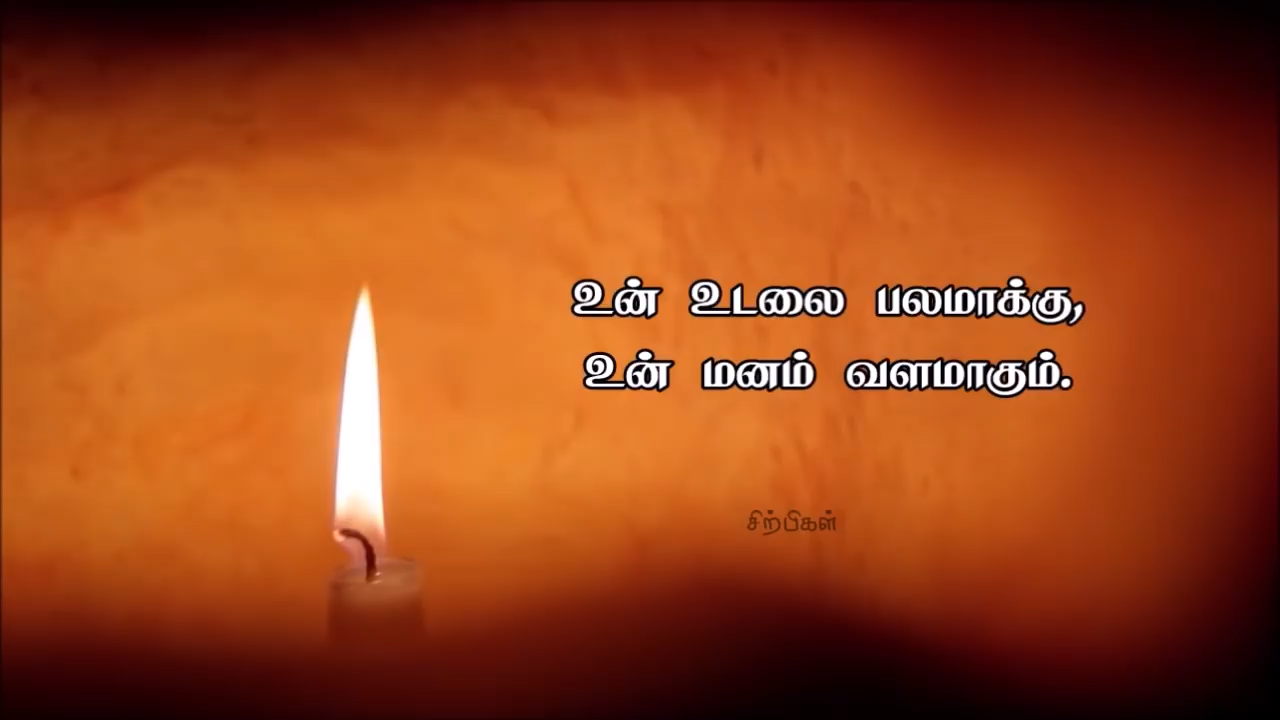 உன் உடலை பலமாக்கு,
உன் மனம் வளமாகும்.
சிற்பிகள்